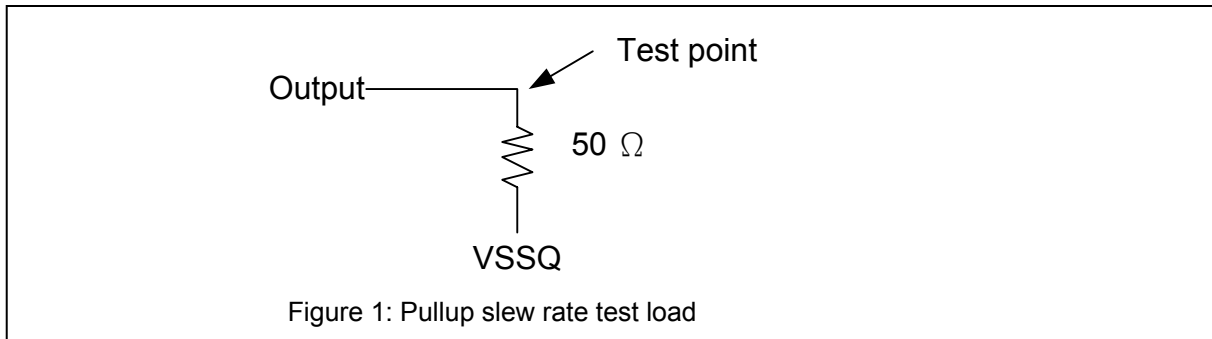 Test point
Output
50 Ω
VSSQ
Figure 1: Pullup slew rate test load